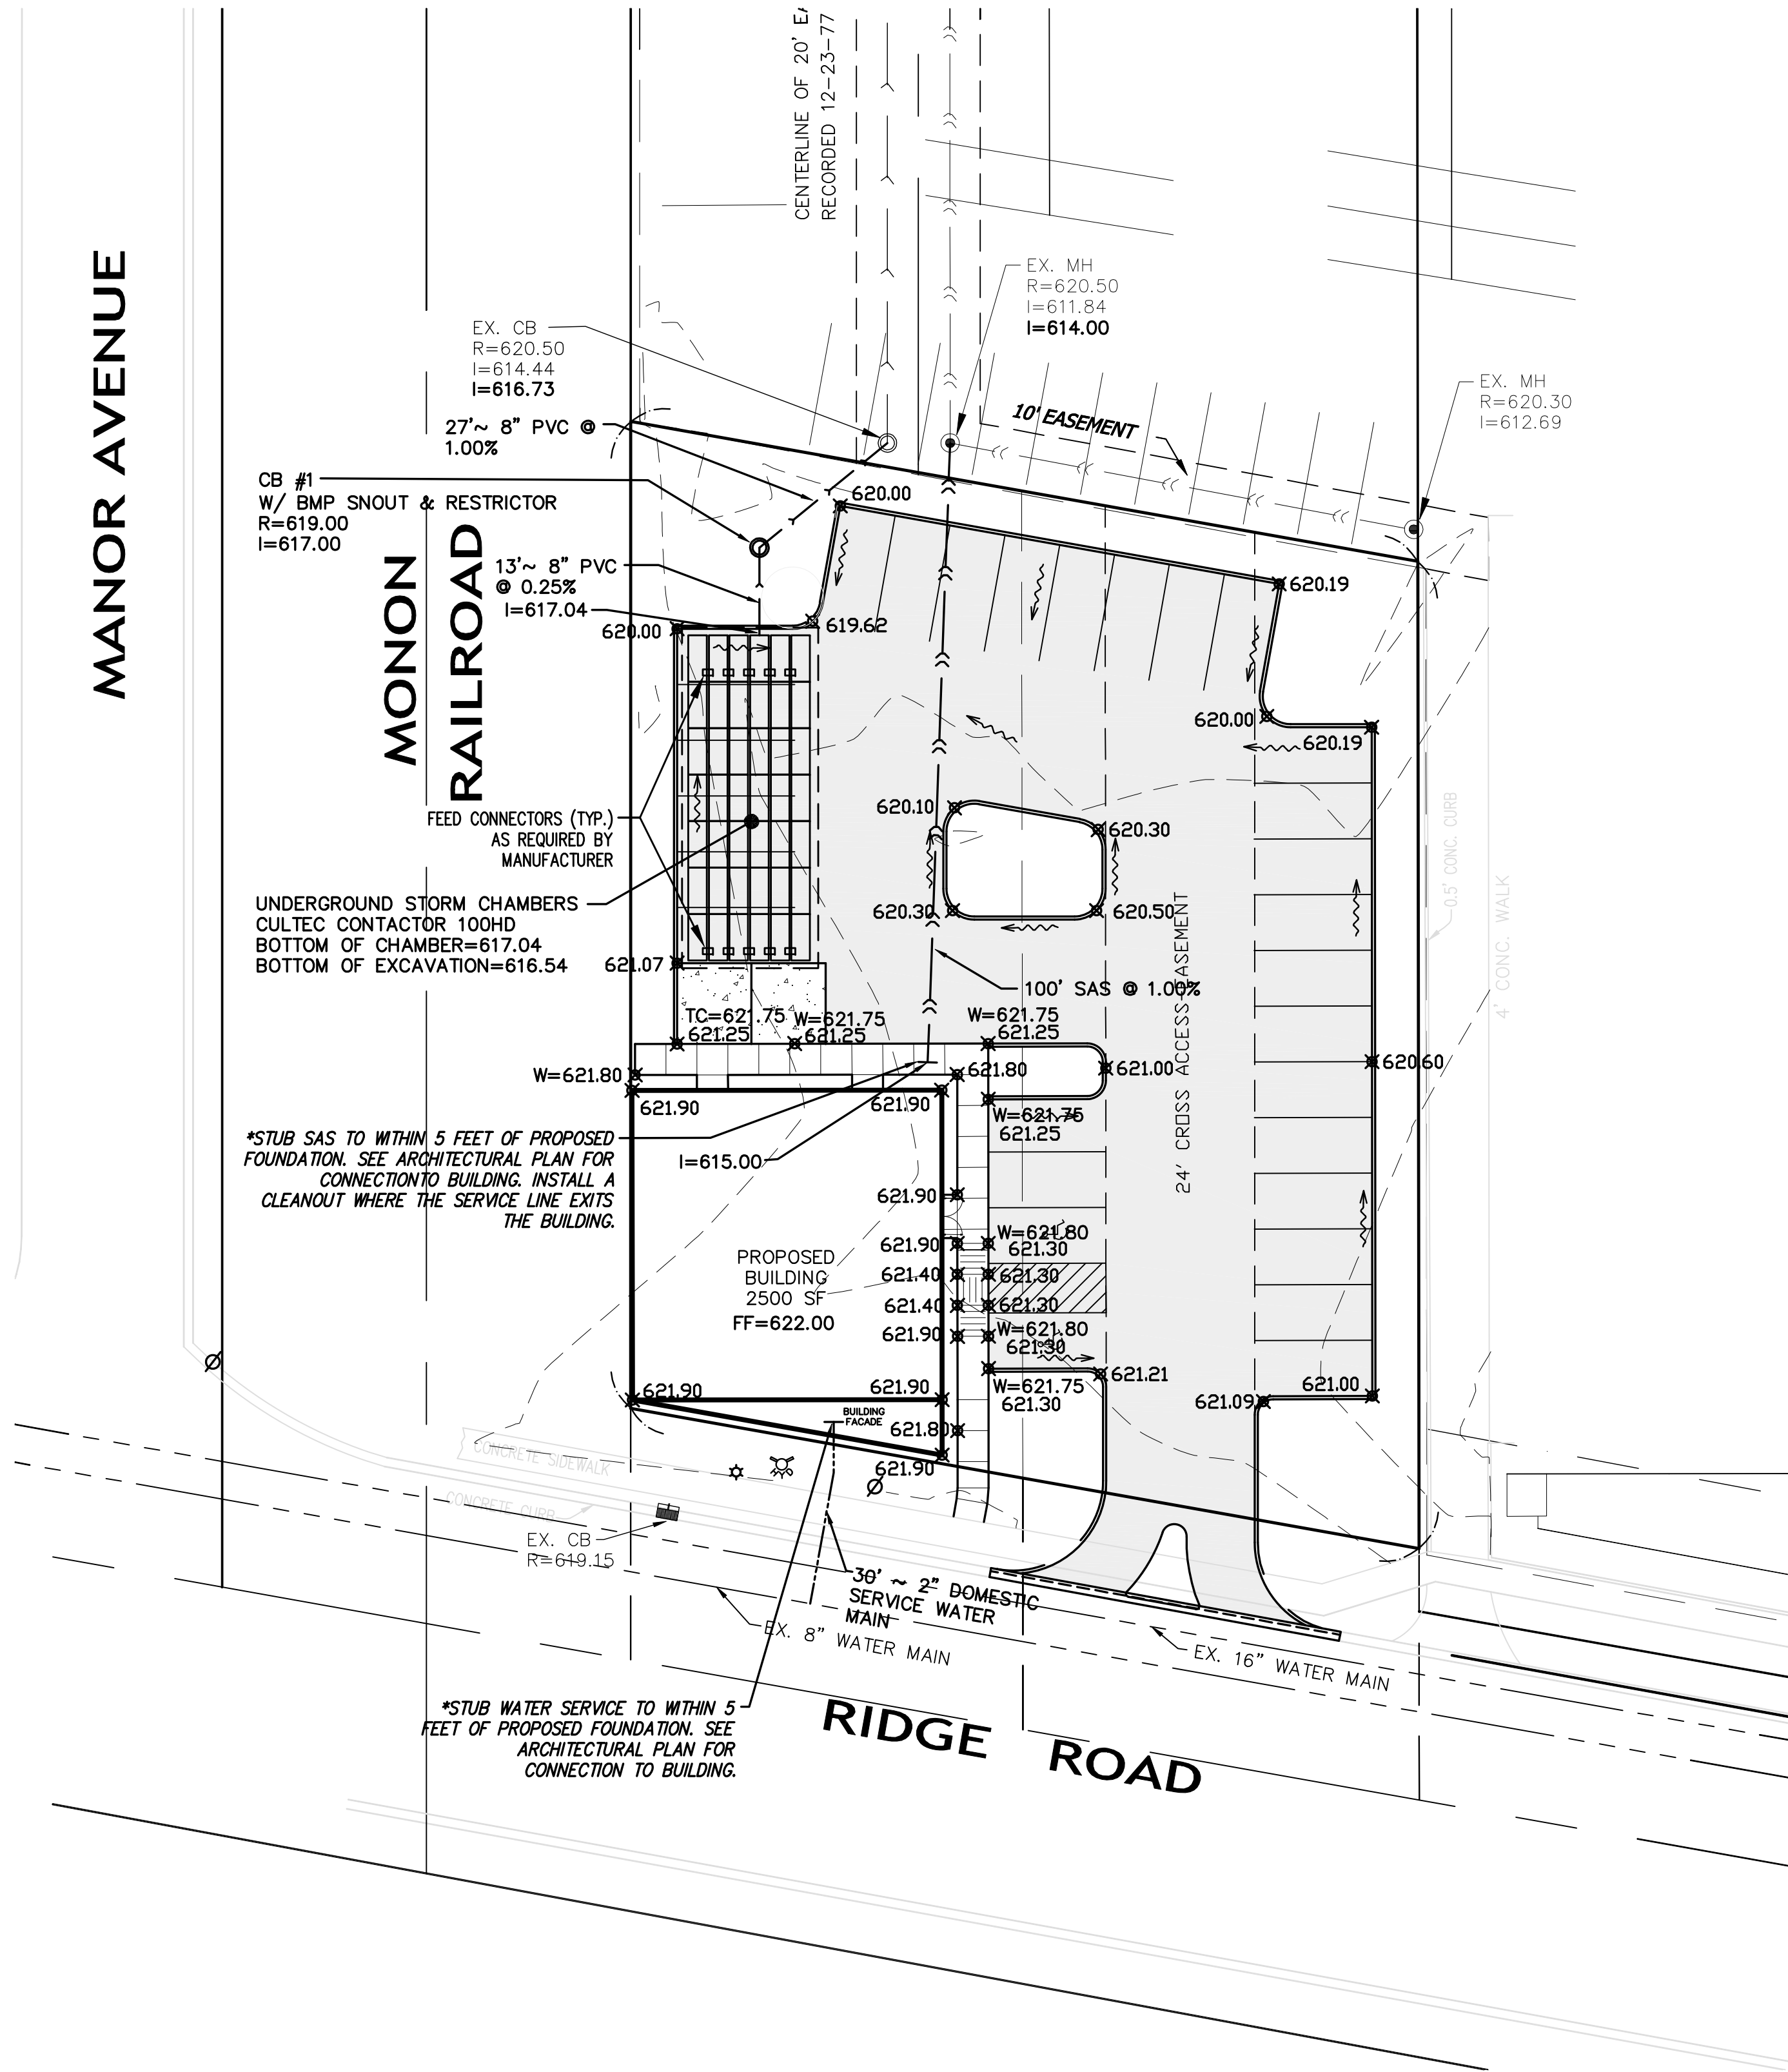 CENTERLINE OF 20'
RECORDED 12-23-77
MANOR AVENUE
EX. MH
R=620.50
I=611.84
I=614.00
EX. CB
R=620.50
I=614.44
I=616.73
EX. MH
R=620.30
I=612.69
10' EASEMENT
27'~ 8" PVC @
1.00%
CB #1
W/ BMP SNOUT & RESTRICTOR
R=619.00
I=617.00
620.00
MONON
RAILROAD
13'~ 8" PVC
@ 0.25%
I=617.04
620.19
620.00
619.62
620.00
620.19
FEED CONNECTORS (TYP.)
AS REQUIRED BY
MANUFACTURER
620.10
620.30
0.5' CONC. CURB
4' CONC. WALK
UNDERGROUND STORM CHAMBERS
CULTEC CONTACTOR 100HD
BOTTOM OF CHAMBER=617.04
BOTTOM OF EXCAVATION=616.54
620.30
620.50
621.07
24' CROSS ACCESS EASEMENT
100' SAS @ 1.00%
TC=621.75
621.25
W=621.75
621.25
W=621.75
621.25
621.00
620.60
W=621.80
621.80
621.90
621.90
W=621.75
621.25
*STUB SAS TO WITHIN 5 FEET OF PROPOSED
FOUNDATION. SEE ARCHITECTURAL PLAN FOR
CONNECTIONTO BUILDING. INSTALL A
CLEANOUT WHERE THE SERVICE LINE EXITS
THE BUILDING.
I=615.00
621.90
621.90
W=621.80
621.30
PROPOSED
BUILDING
2500 SF
FF=622.00
621.40
621.30
621.40
621.30
621.90
W=621.80
621.30
621.21
W=621.75
621.30
621.00
621.09
621.90
621.90
BUILDING
FACADE
621.80
621.90
CONCRETE SIDEWALK
CONCRETE CURB
EX. CB
R=619.15
30' ~ 2" DOMESTIC
SERVICE WATER
MAIN
EX. 8" WATER MAIN
EX. 16" WATER MAIN
*STUB WATER SERVICE TO WITHIN 5
FEET OF PROPOSED FOUNDATION. SEE
ARCHITECTURAL PLAN FOR
CONNECTION TO BUILDING.
RIDGE ROAD